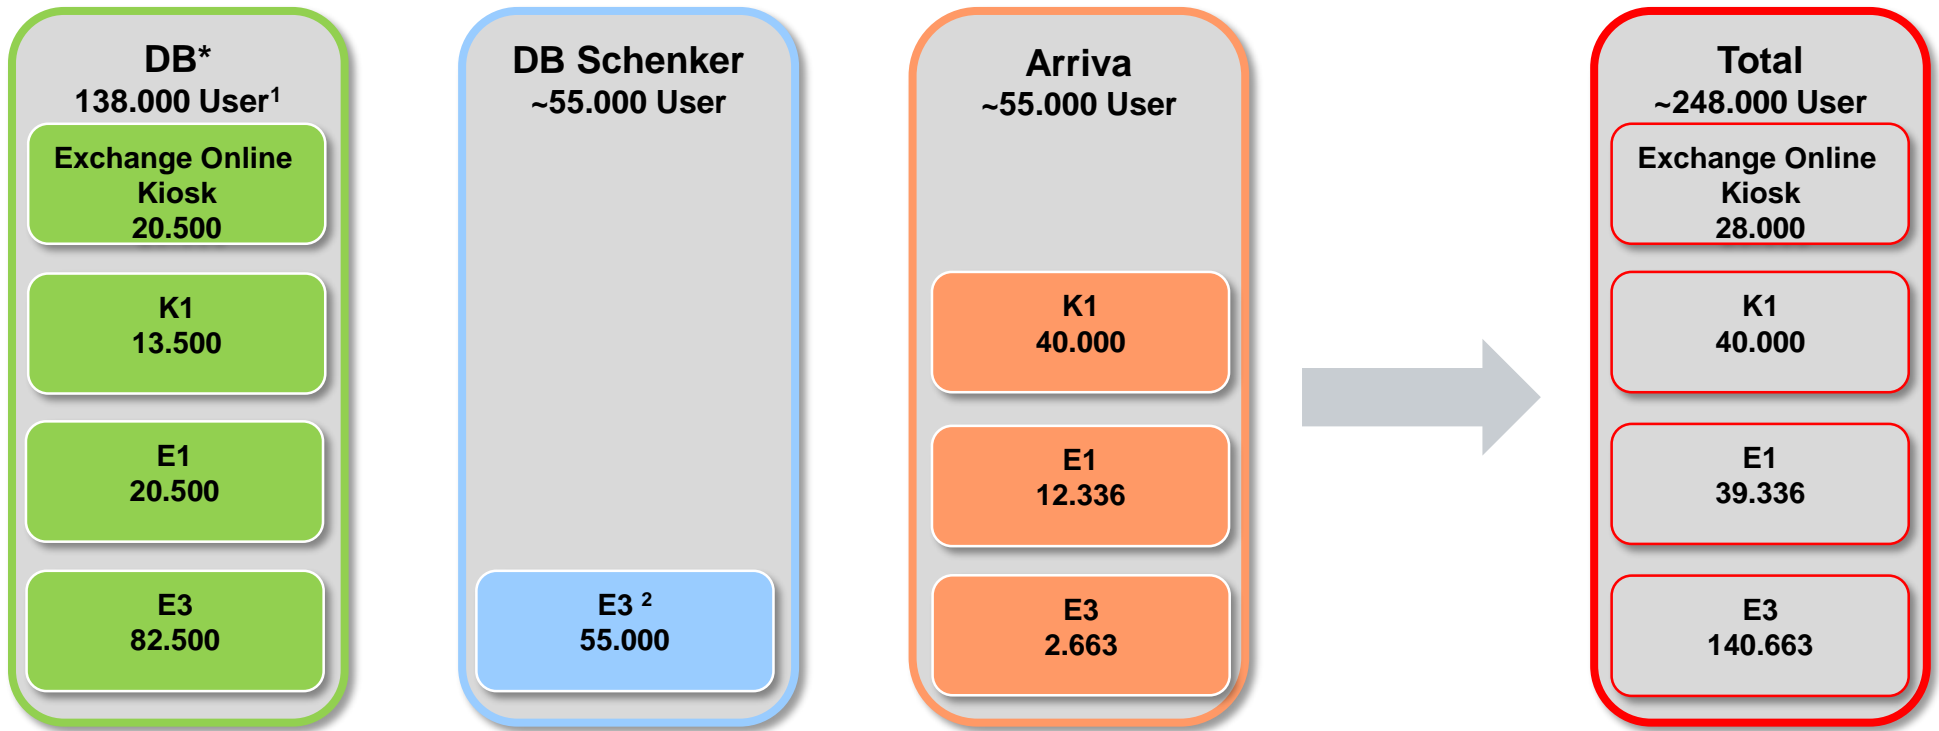 DB*
138.000 User¹
Exchange Online
Kiosk
20.500
K1
13.500
E1
20.500
E3
82.500
DB Schenker
~55.000 User
E3 ²
55.000
Arriva
~55.000 User
K1
40.000
E1
12.336
E3
2.663
Total
~248.000 User
Exchange Online
Kiosk
28.000
K1
40.000
E1
39.336
E3
140.663